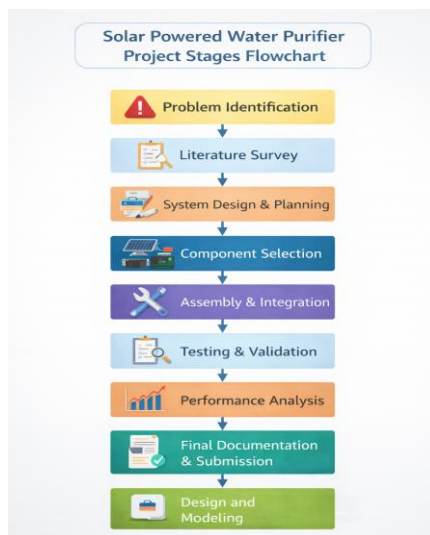 Solar Powered Water Purifier
Project Stages Flowchart
Problem Identification
Literature Survey
System Design & Planning
Component Selection
Assembly & Integration
Testing & Validation
Performance Analysis
Final Documentation
& Submission
Design and
Modeling